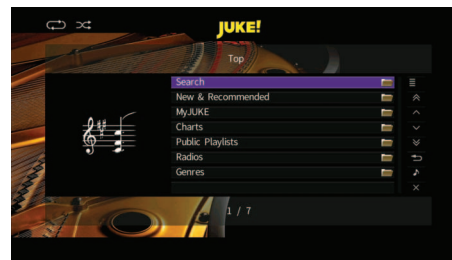 JUKE!
Top
Search
New & Recommended
MyJUKE
Charts
Public Playlists
Radios
Genres
1 / 7